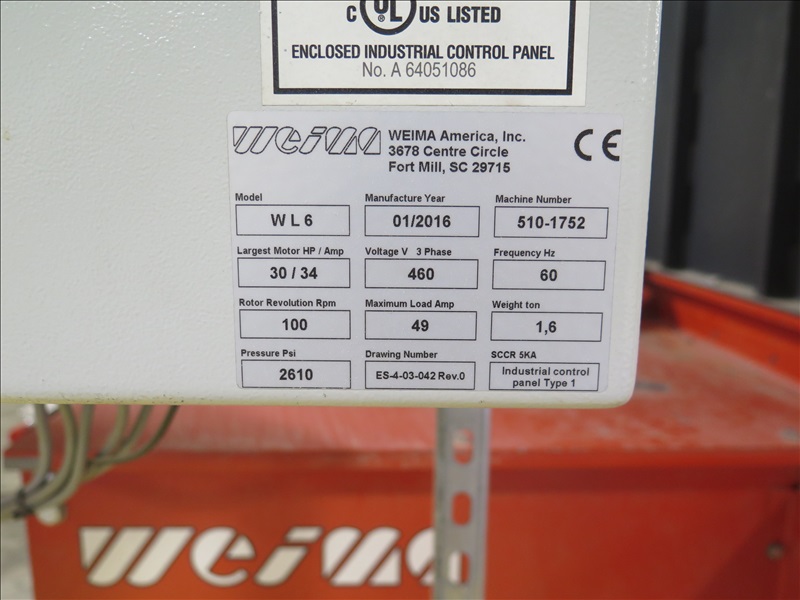 C UL US LISTED
ENCLOSED INDUSTRIAL CONTROL PANEL
No. A 64051086
WEIMA WEIMA America, Inc.
3678 Centre Circle
Fort Mill, SC 29715
CE
Model Manufacture Year Machine Number
W L 6 01/2016 510-1752
Largest Motor HP / Amp Voltage V 3 Phase Frequency Hz
30 / 34 460 60
Rotor Revolution Rpm Maximum Load Amp Weight ton
100 49 1,6
Pressure Psi Drawing Number SCCR 5KA
2610 ES-4-03-042 Rev.0 Industrial control
panel Type 1
WEIMA